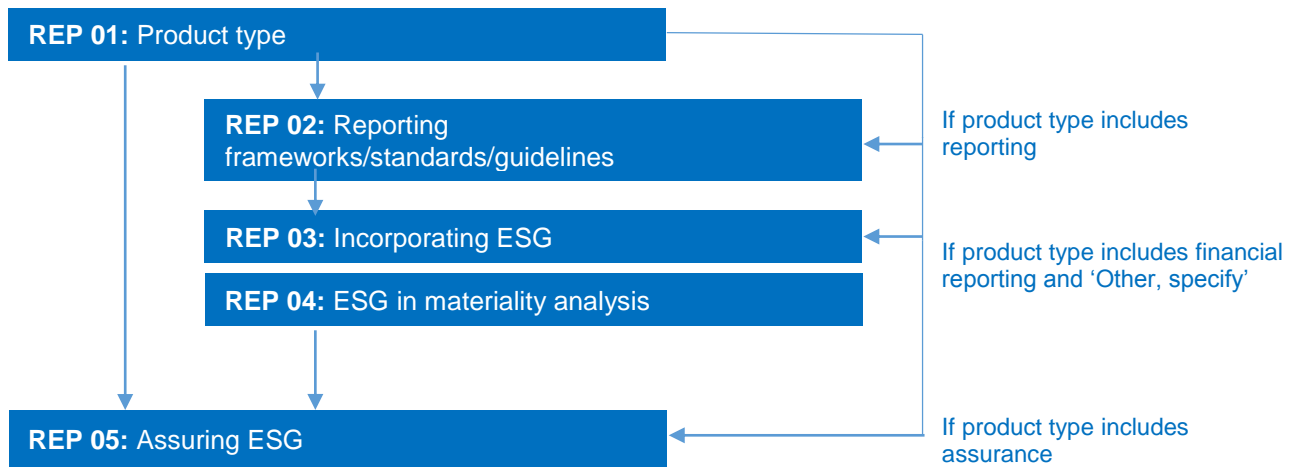 REP 01: Product type
REP 02: Reporting
frameworks/standards/guidelines
If product type includes
reporting
REP 03: Incorporating ESG
If product type includes financial
reporting and ‘Other, specify’
REP 04: ESG in materiality analysis
REP 05: Assuring ESG
If product type includes
assurance